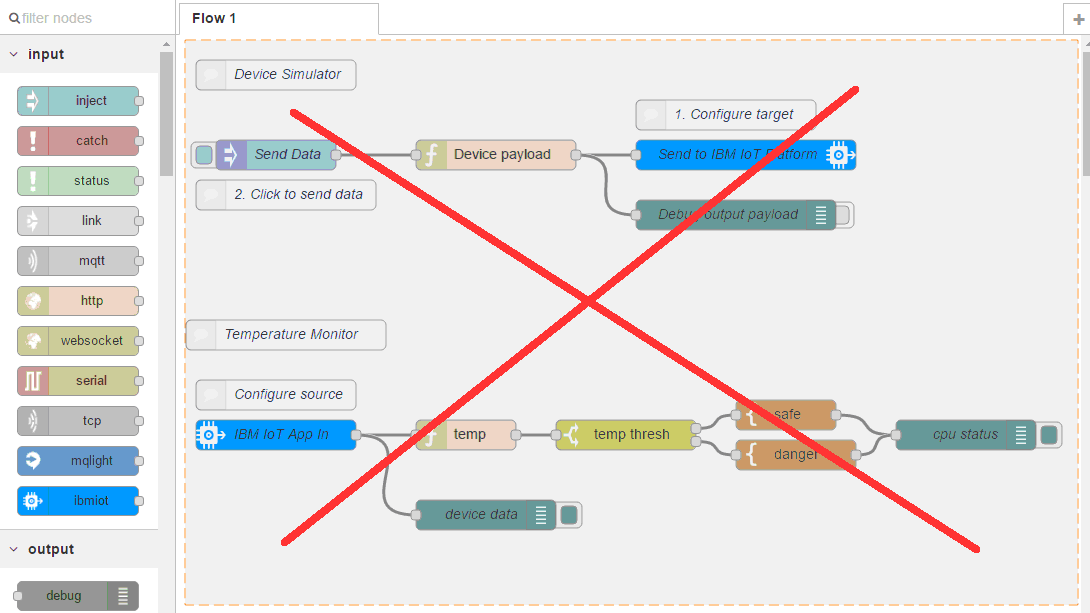 filter nodes
Flow 1
+
input
inject
catch
status
link
mqtt
http
websocket
serial
tcp
mqlight
ibmiot
output
debug
Device Simulator
1. Configure target
Send Data
Device payload
Send to IBM IoT Platform
2. Click to send data
Debug output payload
Temperature Monitor
Configure source
IBM IoT App In
temp
temp thresh
safe
danger
cpu status
device data